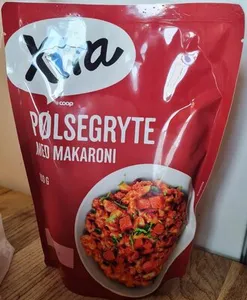 Xtra
coop
PØLSEGRYTE
MED MAKARONI